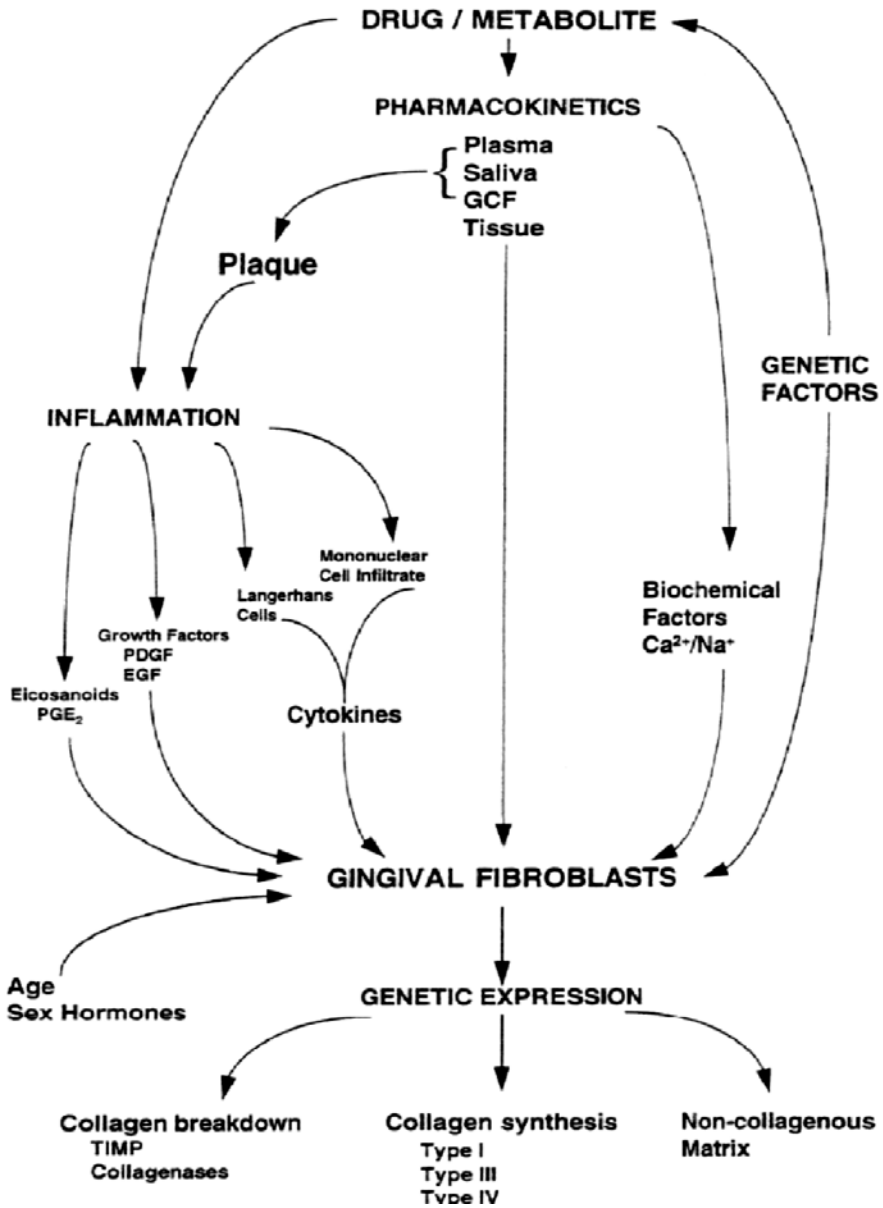 DRUG / METABOLITE
PHARMACOKINETICS
Plasma
Saliva
GCF
Tissue
Plaque
GENETIC
FACTORS
INFLAMMATION
Mononuclear
Cell Infiltrate
Langerhans
Cells
Biochemical
Factors
Ca²⁺/Na⁺
Growth Factors
PDGF
EGF
Eicosanoids
PGE₂
Cytokines
GINGIVAL FIBROBLASTS
Age
Sex Hormones
GENETIC EXPRESSION
Collagen breakdown
TIMP
Collagenases
Collagen synthesis
Type I
Type III
Type IV
Non-collagenous
Matrix